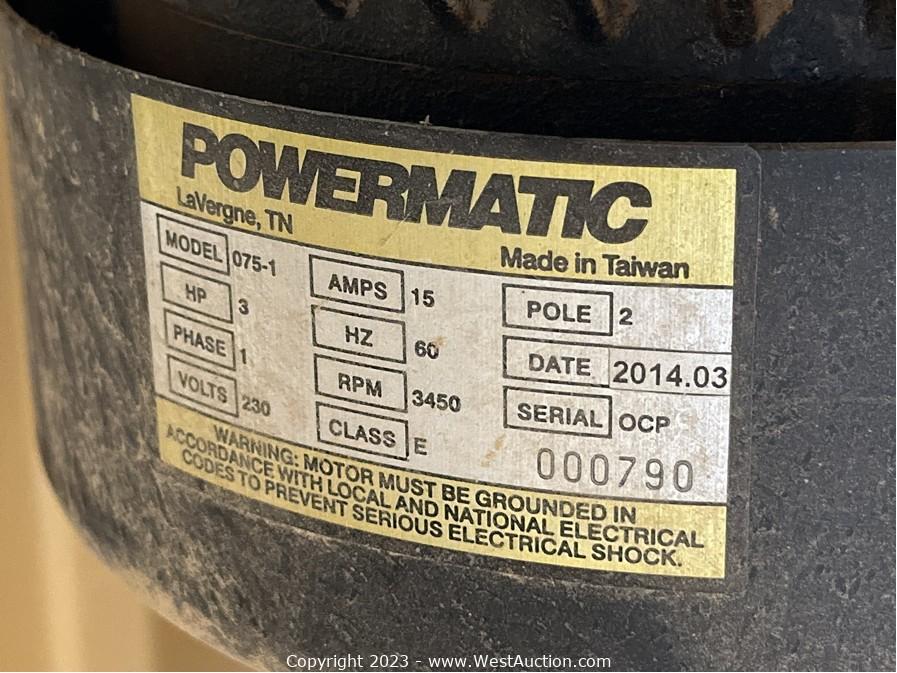 POWERMATIC
LaVergne, TN
Made in Taiwan
MODEL 075-1
HP 3
PHASE 1
VOLTS 230
AMPS 15
HZ 60
RPM 3450
CLASS E
POLE 2
DATE 2014.03
SERIAL OCP
000790
WARNING: MOTOR MUST BE GROUNDED IN
ACCORDANCE WITH LOCAL AND NATIONAL ELECTRICAL
CODES TO PREVENT SERIOUS ELECTRICAL SHOCK.
Copyright 2023 - www.WestAuction.com